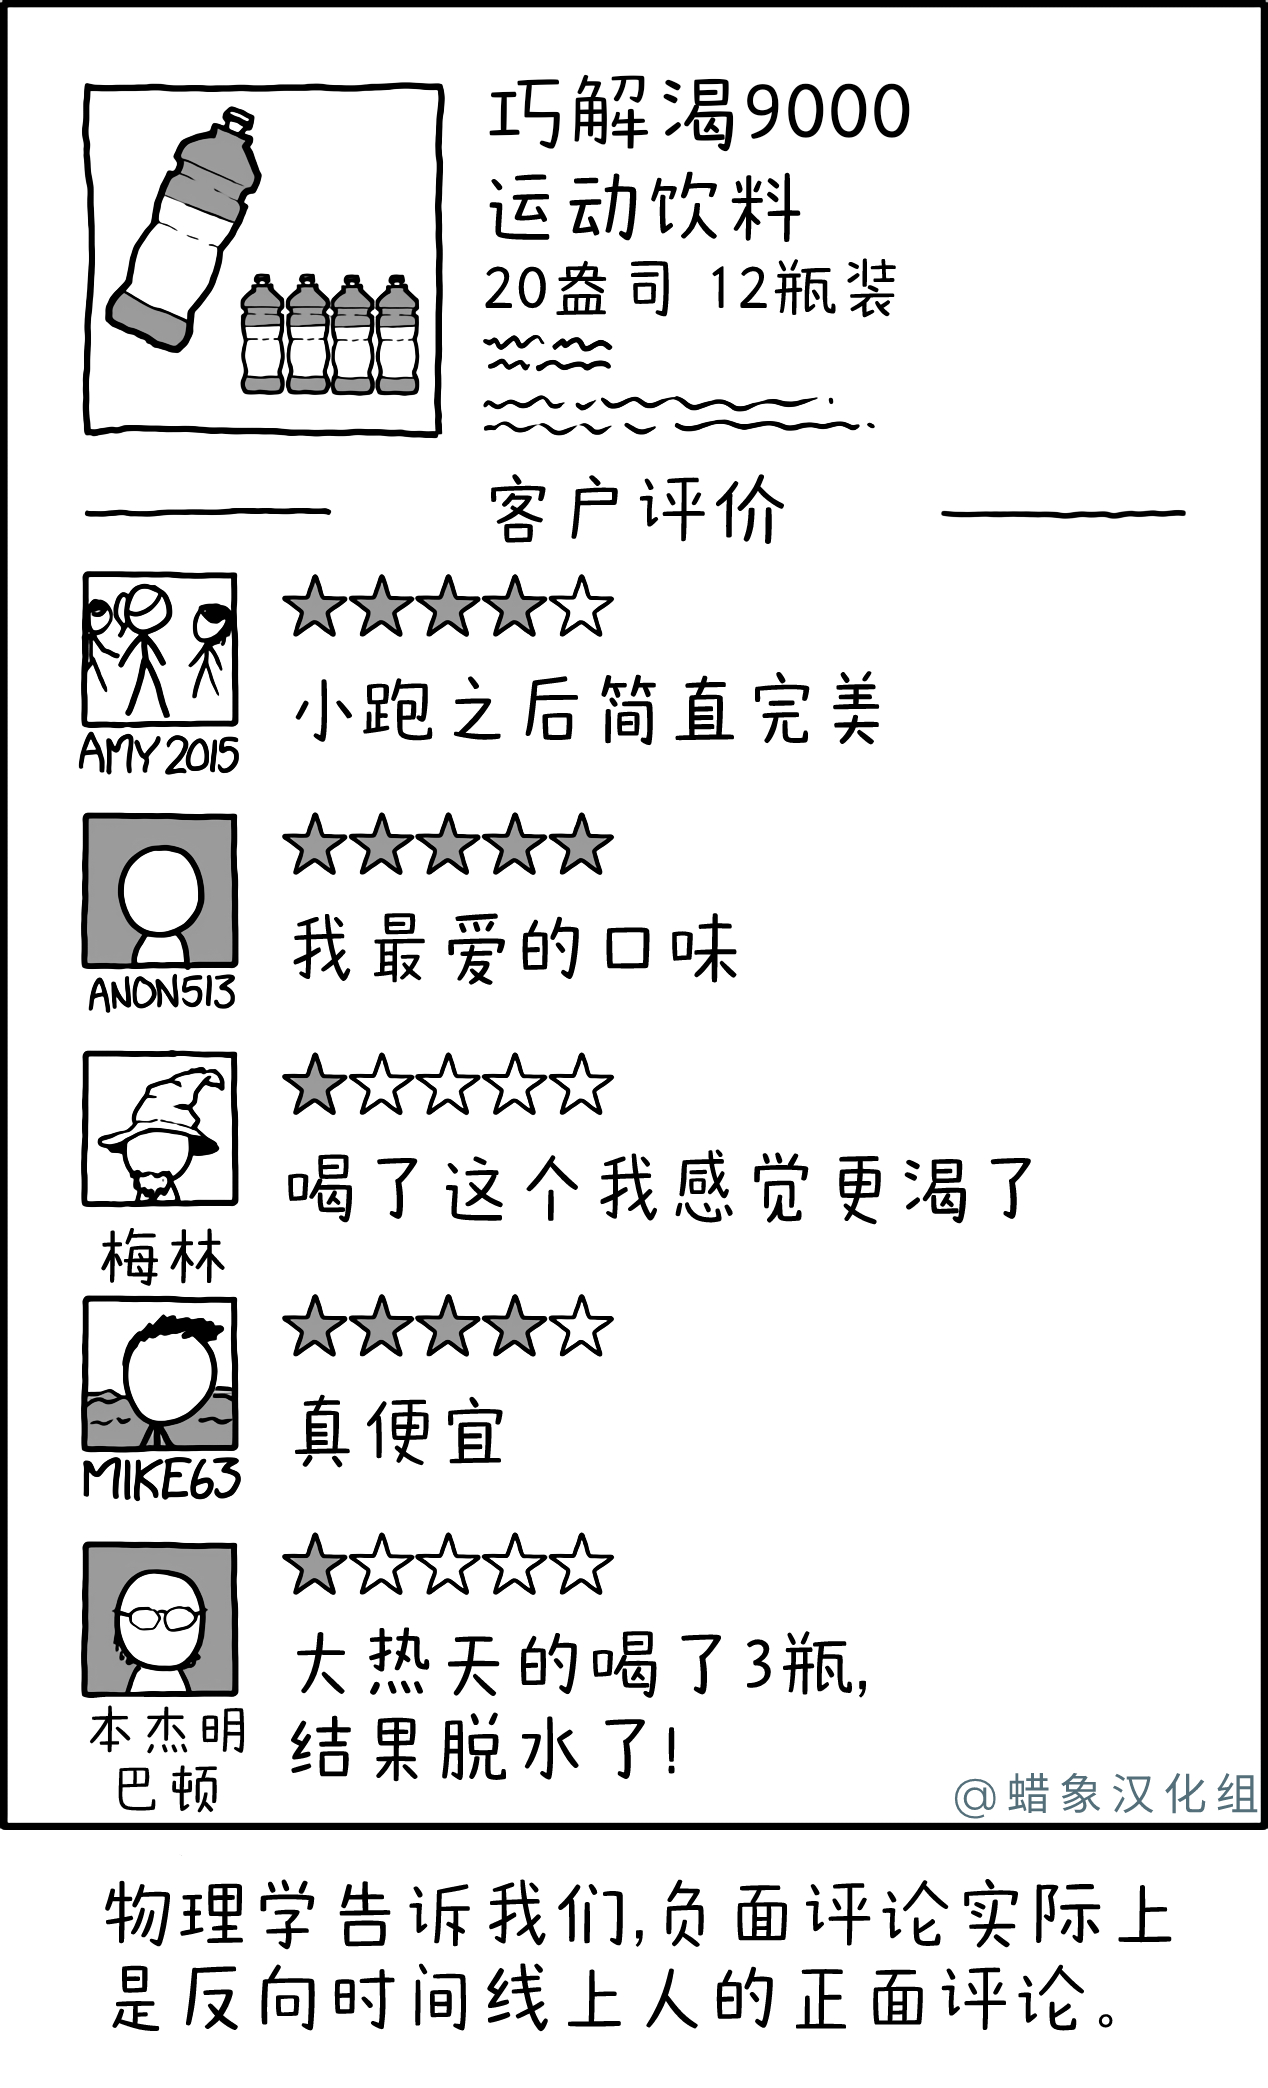 巧解渴9000
运动饮料
20盎司 12瓶装
客户评价
小跑之后简直完美
AMY2015
我最爱的口味
ANON513
喝了这个我感觉更渴了
梅林
真便宜
MIKE63
大热天的喝了3瓶,
结果脱水了!
本杰明
巴顿
@蜡象汉化组
物理学告诉我们,负面评论实际上
是反向时间线上人的正面评论。